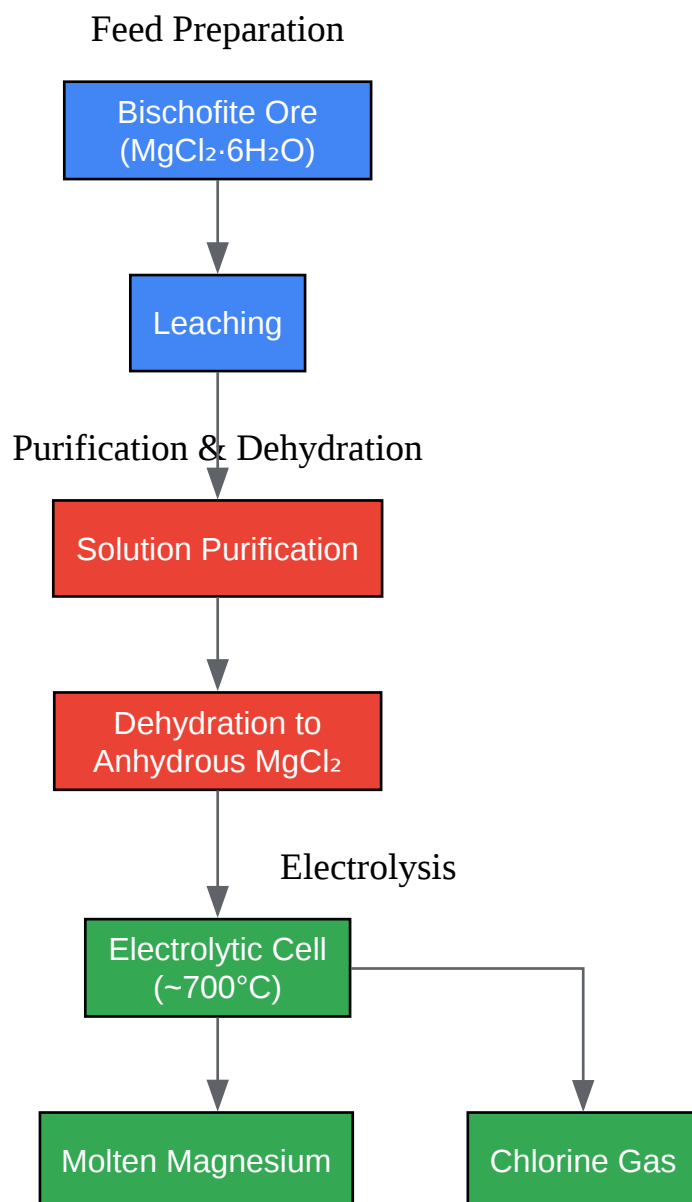 Feed Preparation
Bischofite Ore
(MgCl₂·6H₂O)
Leaching
Purification & Dehydration
Solution Purification
Dehydration to
Anhydrous MgCl₂
Electrolysis
Electrolytic Cell
(~700°C)
Molten Magnesium
Chlorine Gas